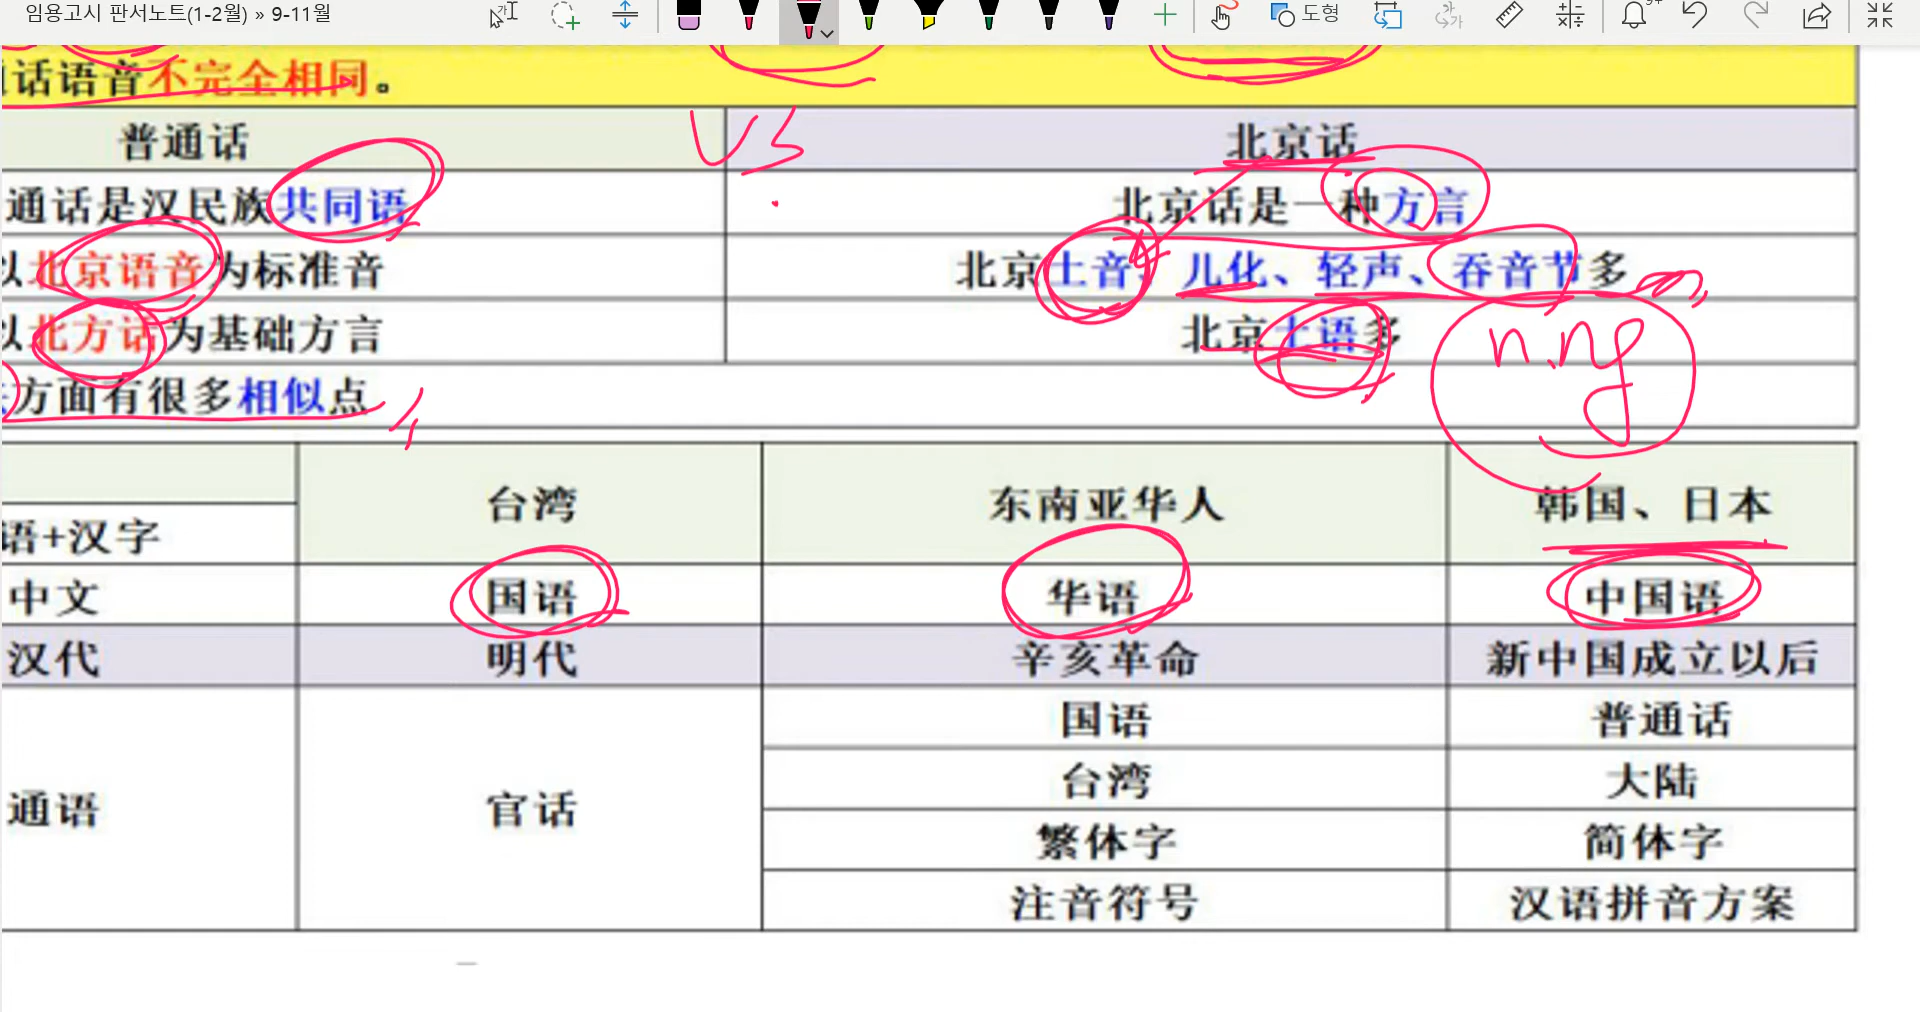 임용고시 판서노트(1-2월) » 9-11월
도형
9+
话语音不完全相同。
普通话
VS
北京话
通话是汉民族共同语
北京话是一种方言
以北京语音为标准音
北京土音、儿化、轻声、吞音节多
以北方话为基础方言
北京土语多
n.ng
方面有很多相似点
台湾
东南亚华人
韩国、日本
语+汉字
中文
国语
华语
中国语
汉代
明代
辛亥革命
新中国成立以后
通语
官话
国语
普通话
台湾
大陆
繁体字
简体字
注音符号
汉语拼音方案